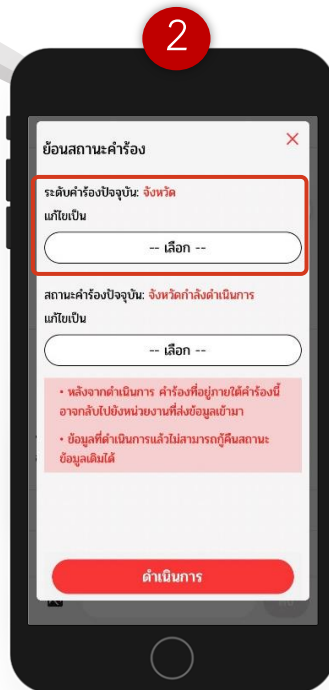 2
ย้อนสถานะคำร้อง
ระดับคำร้องปัจจุบัน: จังหวัด
แก้ไขเป็น
-- เลือก --
สถานะคำร้องปัจจุบัน: จังหวัดกำลังดำเนินการ
แก้ไขเป็น
-- เลือก --
• หลังจากดำเนินการ คำร้องที่อยู่ภายใต้คำร้องนี้
อาจกลับไปยังหน่วยงานที่ส่งข้อมูลเข้ามา
• ข้อมูลที่ดำเนินการแล้วไม่สามารถกู้คืนสถานะ
ข้อมูลเดิมได้
ดำเนินการ